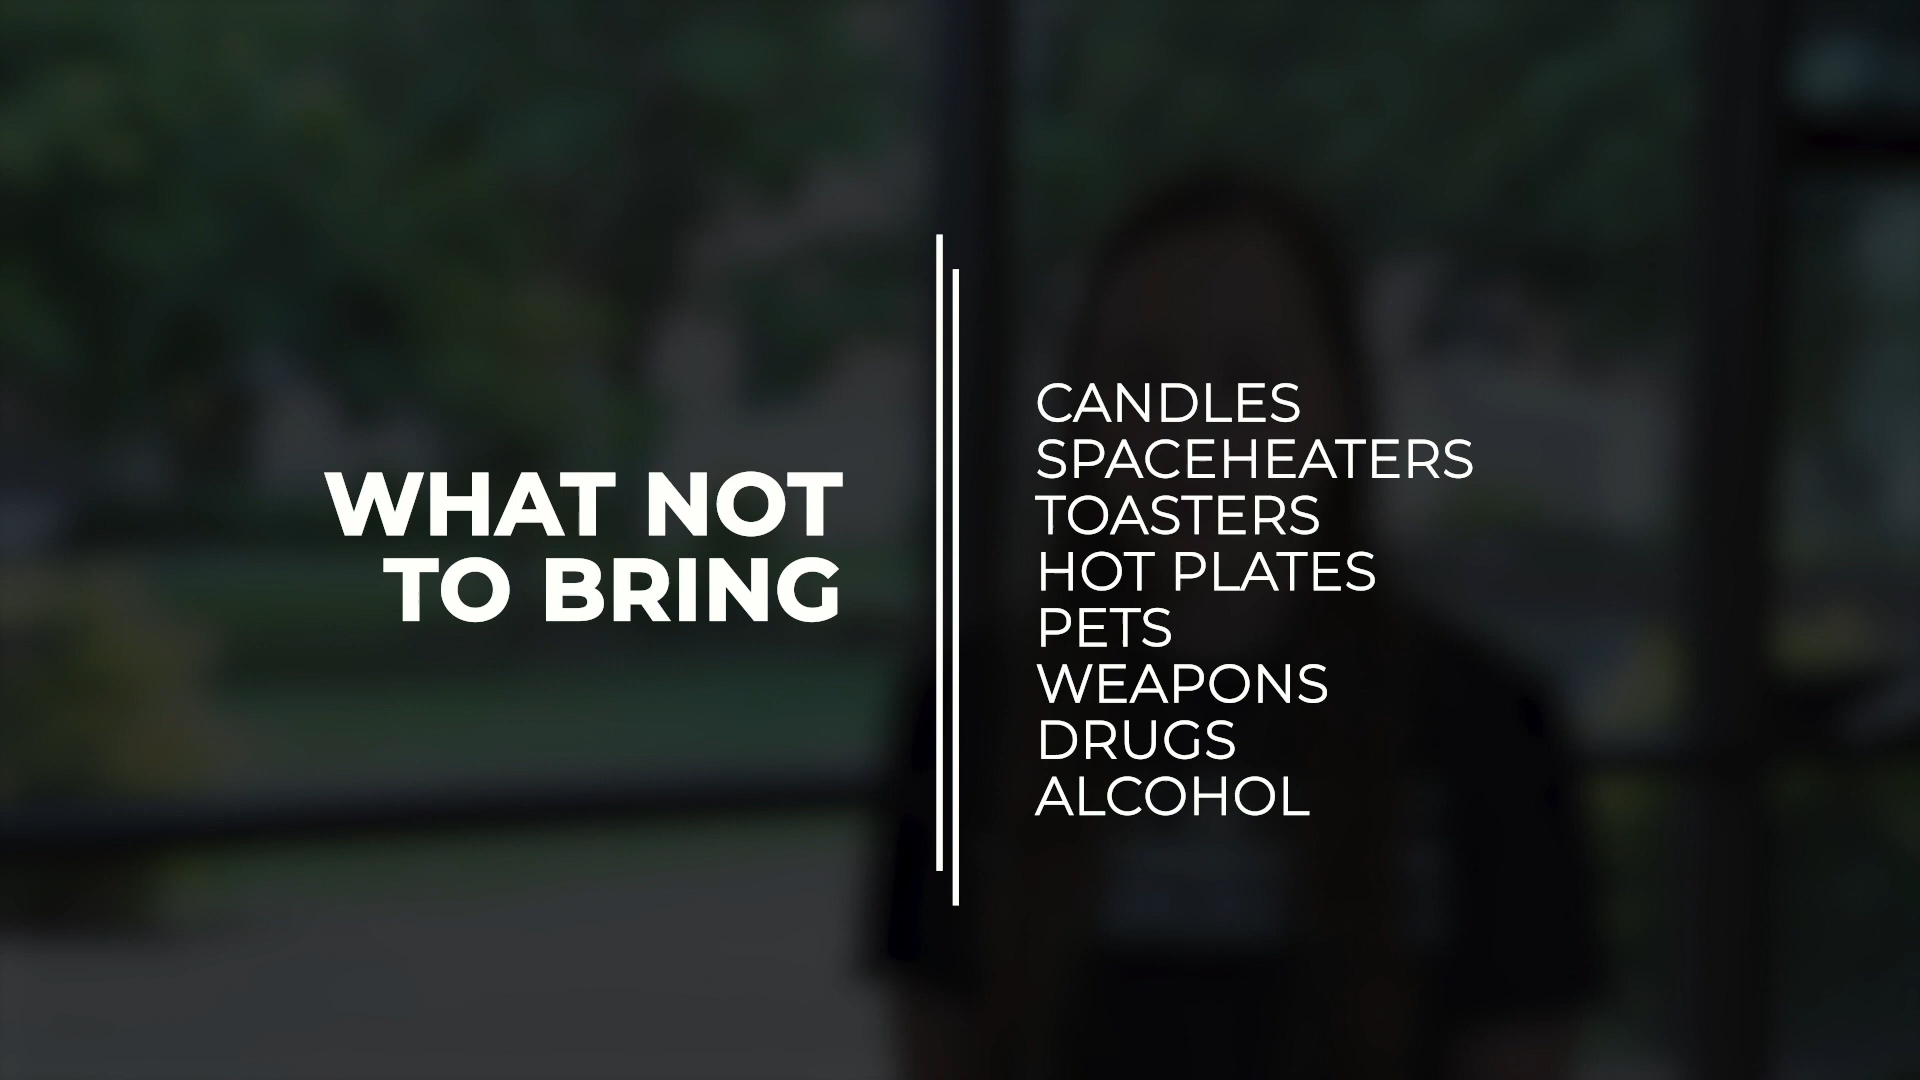 WHAT NOT
TO BRING
CANDLES
SPACEHEATERS
TOASTERS
HOT PLATES
PETS
WEAPONS
DRUGS
ALCOHOL